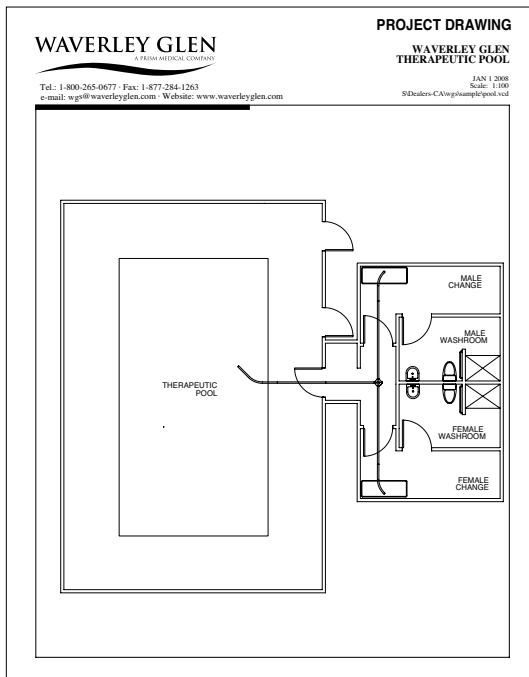 PROJECT DRAWING
WAVERLEY GLEN
A PRISM MEDICAL COMPANY
WAVERLEY GLEN
THERAPEUTIC POOL
Tel.: 1-800-265-0677 · Fax: 1-877-284-1263
e-mail: wgs@waverleyglen.com · Website: www.waverleyglen.com
JAN 1 2008
Scale: 1:100
S\Dealers-CA\wgs\sample\pool.vcd
MALE
CHANGE
MALE
WASHROOM
THERAPEUTIC
POOL
FEMALE
WASHROOM
FEMALE
CHANGE